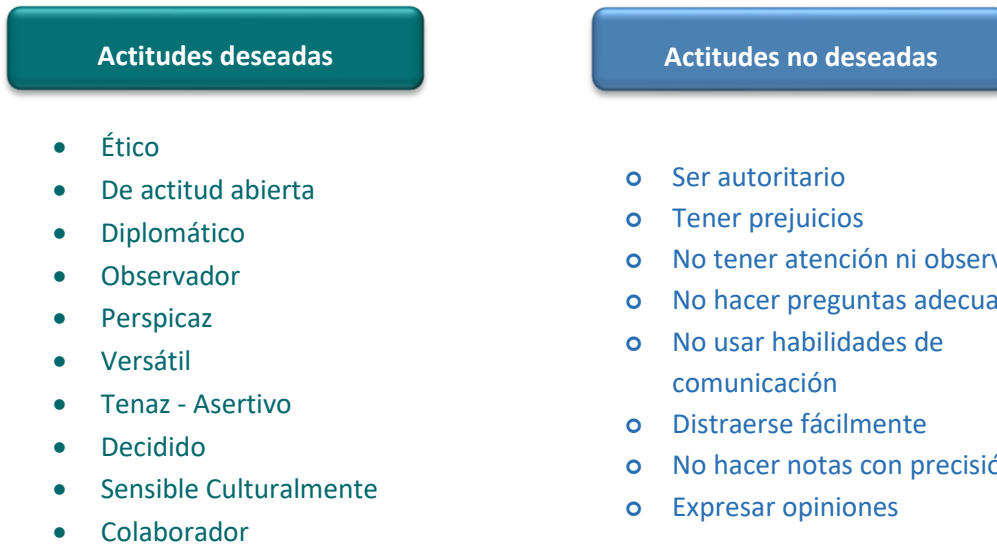 Actitudes deseadas
Ético
De actitud abierta
Diplomático
Observador
Perspicaz
Versátil
Tenaz - Asertivo
Decidido
Sensible Culturalmente
Colaborador
Actitudes no deseadas
Ser autoritario
Tener prejuicios
No tener atención ni
No hacer preguntas
No usar habilidades de
comunicación
Distraerse fácilmente
No hacer notas con
Expresar opiniones